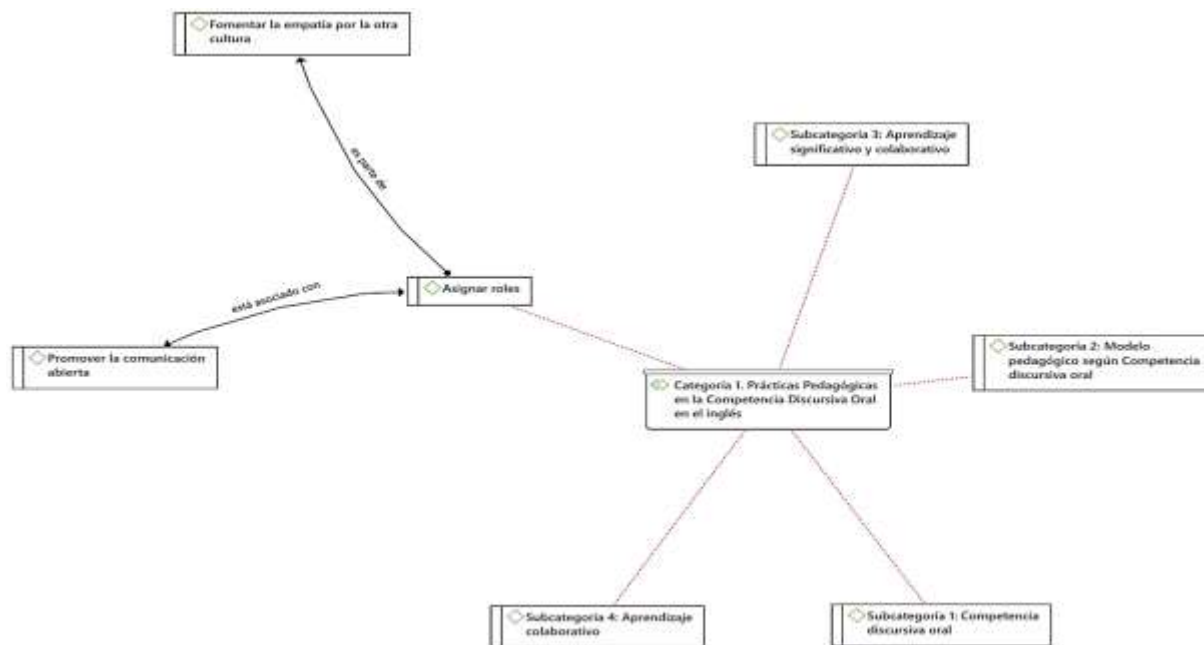 Fomentar la empatía por la otra
cultura
Subcategoría 3: Aprendizaje
significativo y colaborativo
es parte de
Asignar roles
está asociado con
Promover la comunicación
abierta
Subcategoría 2: Modelo
pedagógico según Competencia
discursiva oral
Categoría 1. Prácticas Pedagógicas
en la Competencia Discursiva Oral
en el inglés
Subcategoría 4: Aprendizaje
colaborativo
Subcategoría 1: Competencia
discursiva oral